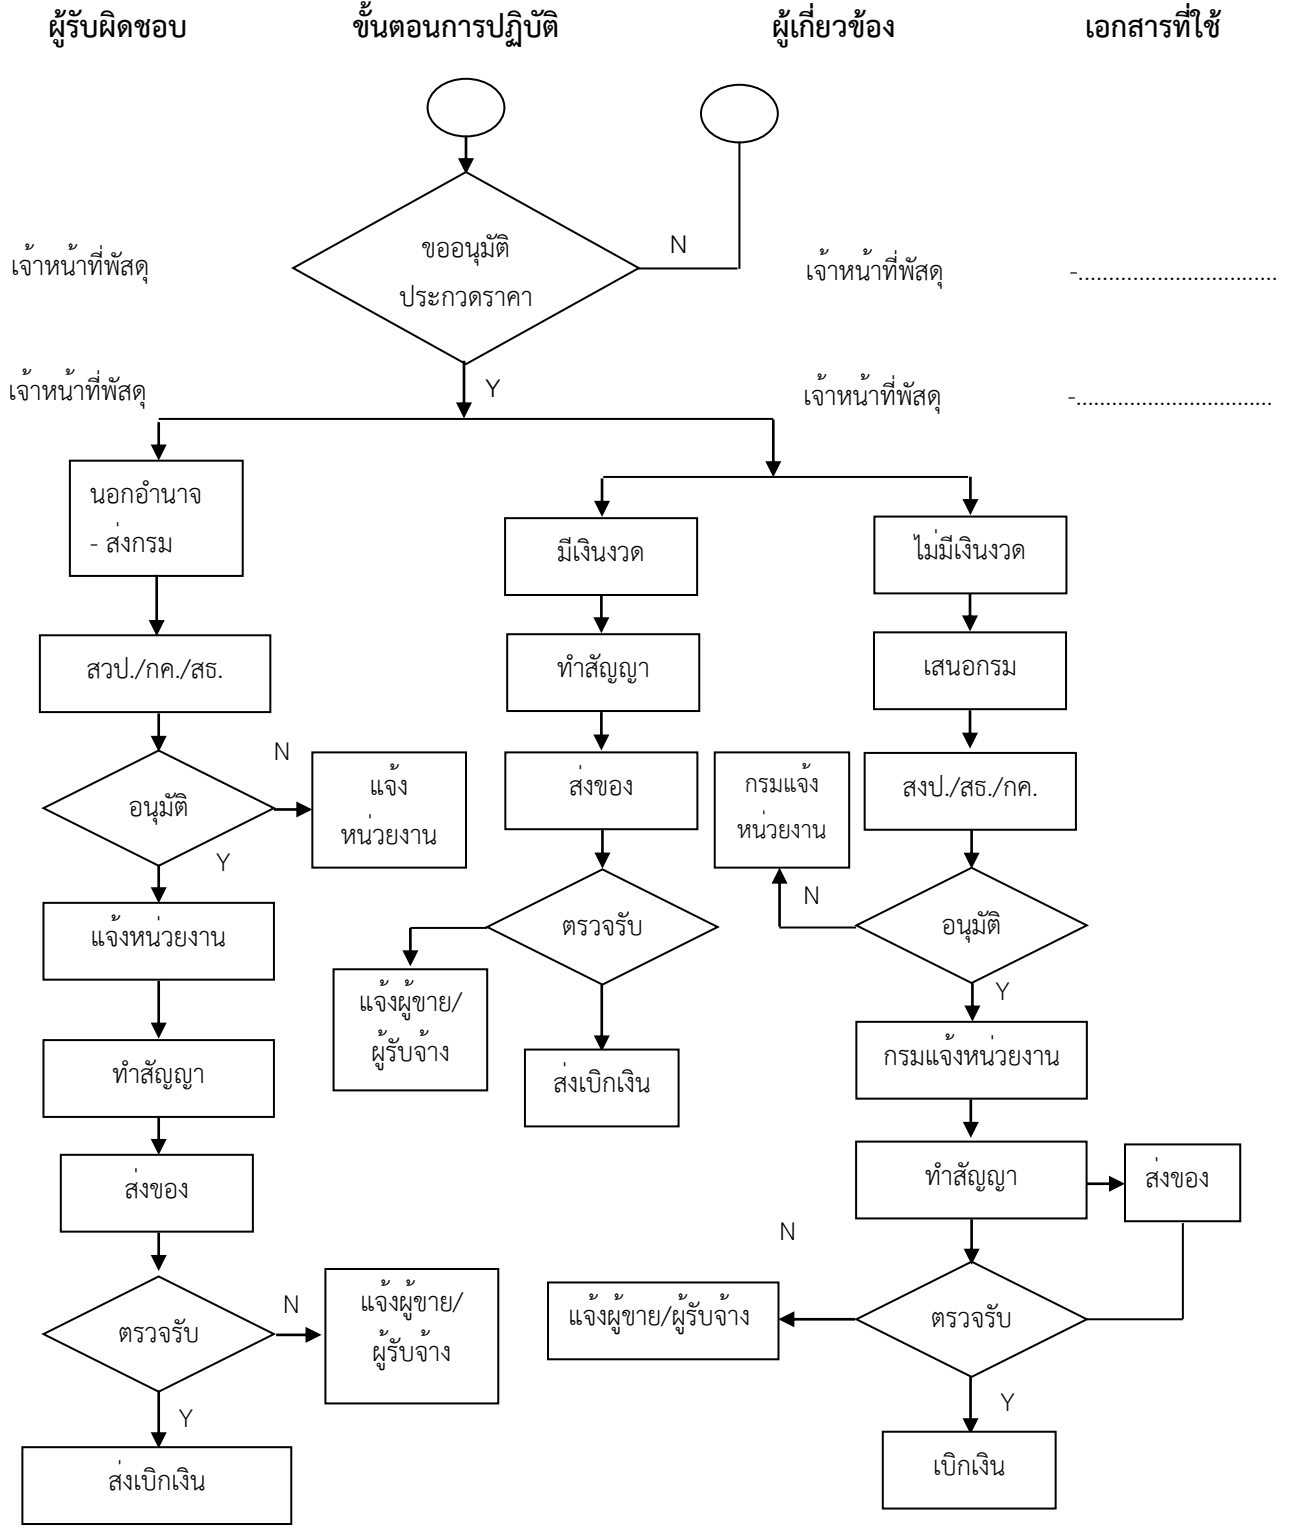 ผู้รับผิดชอบ ขั้นตอนการปฏิบัติ ผู้เกี่ยวข้อง เอกสารที่ใช้
ขออนุมัติ
ประกวดราคา
N
เจ้าหน้าที่พัสดุ
เจ้าหน้าที่พัสดุ
-..................................
Y
เจ้าหน้าที่พัสดุ
เจ้าหน้าที่พัสดุ
-..................................
นอกอำนาจ
- ส่งกรม
มีเงินงวด
ไม่มีเงินงวด
สวป./กค./สธ.
ทำสัญญา
เสนอกรม
N
อนุมัติ
แจ้ง
หน่วยงาน
ส่งของ
กรมแจ้ง
หน่วยงาน
สงป./สธ./กค.
Y
N
แจ้งหน่วยงาน
ตรวจรับ
อนุมัติ
Y
แจ้งผู้ขาย/
ผู้รับจ้าง
ทำสัญญา
ส่งเบิกเงิน
กรมแจ้งหน่วยงาน
ส่งของ
ทำสัญญา
ส่งของ
N
ตรวจรับ
N
แจ้งผู้ขาย/
ผู้รับจ้าง
แจ้งผู้ขาย/ผู้รับจ้าง
ตรวจรับ
Y
Y
ส่งเบิกเงิน
เบิกเงิน